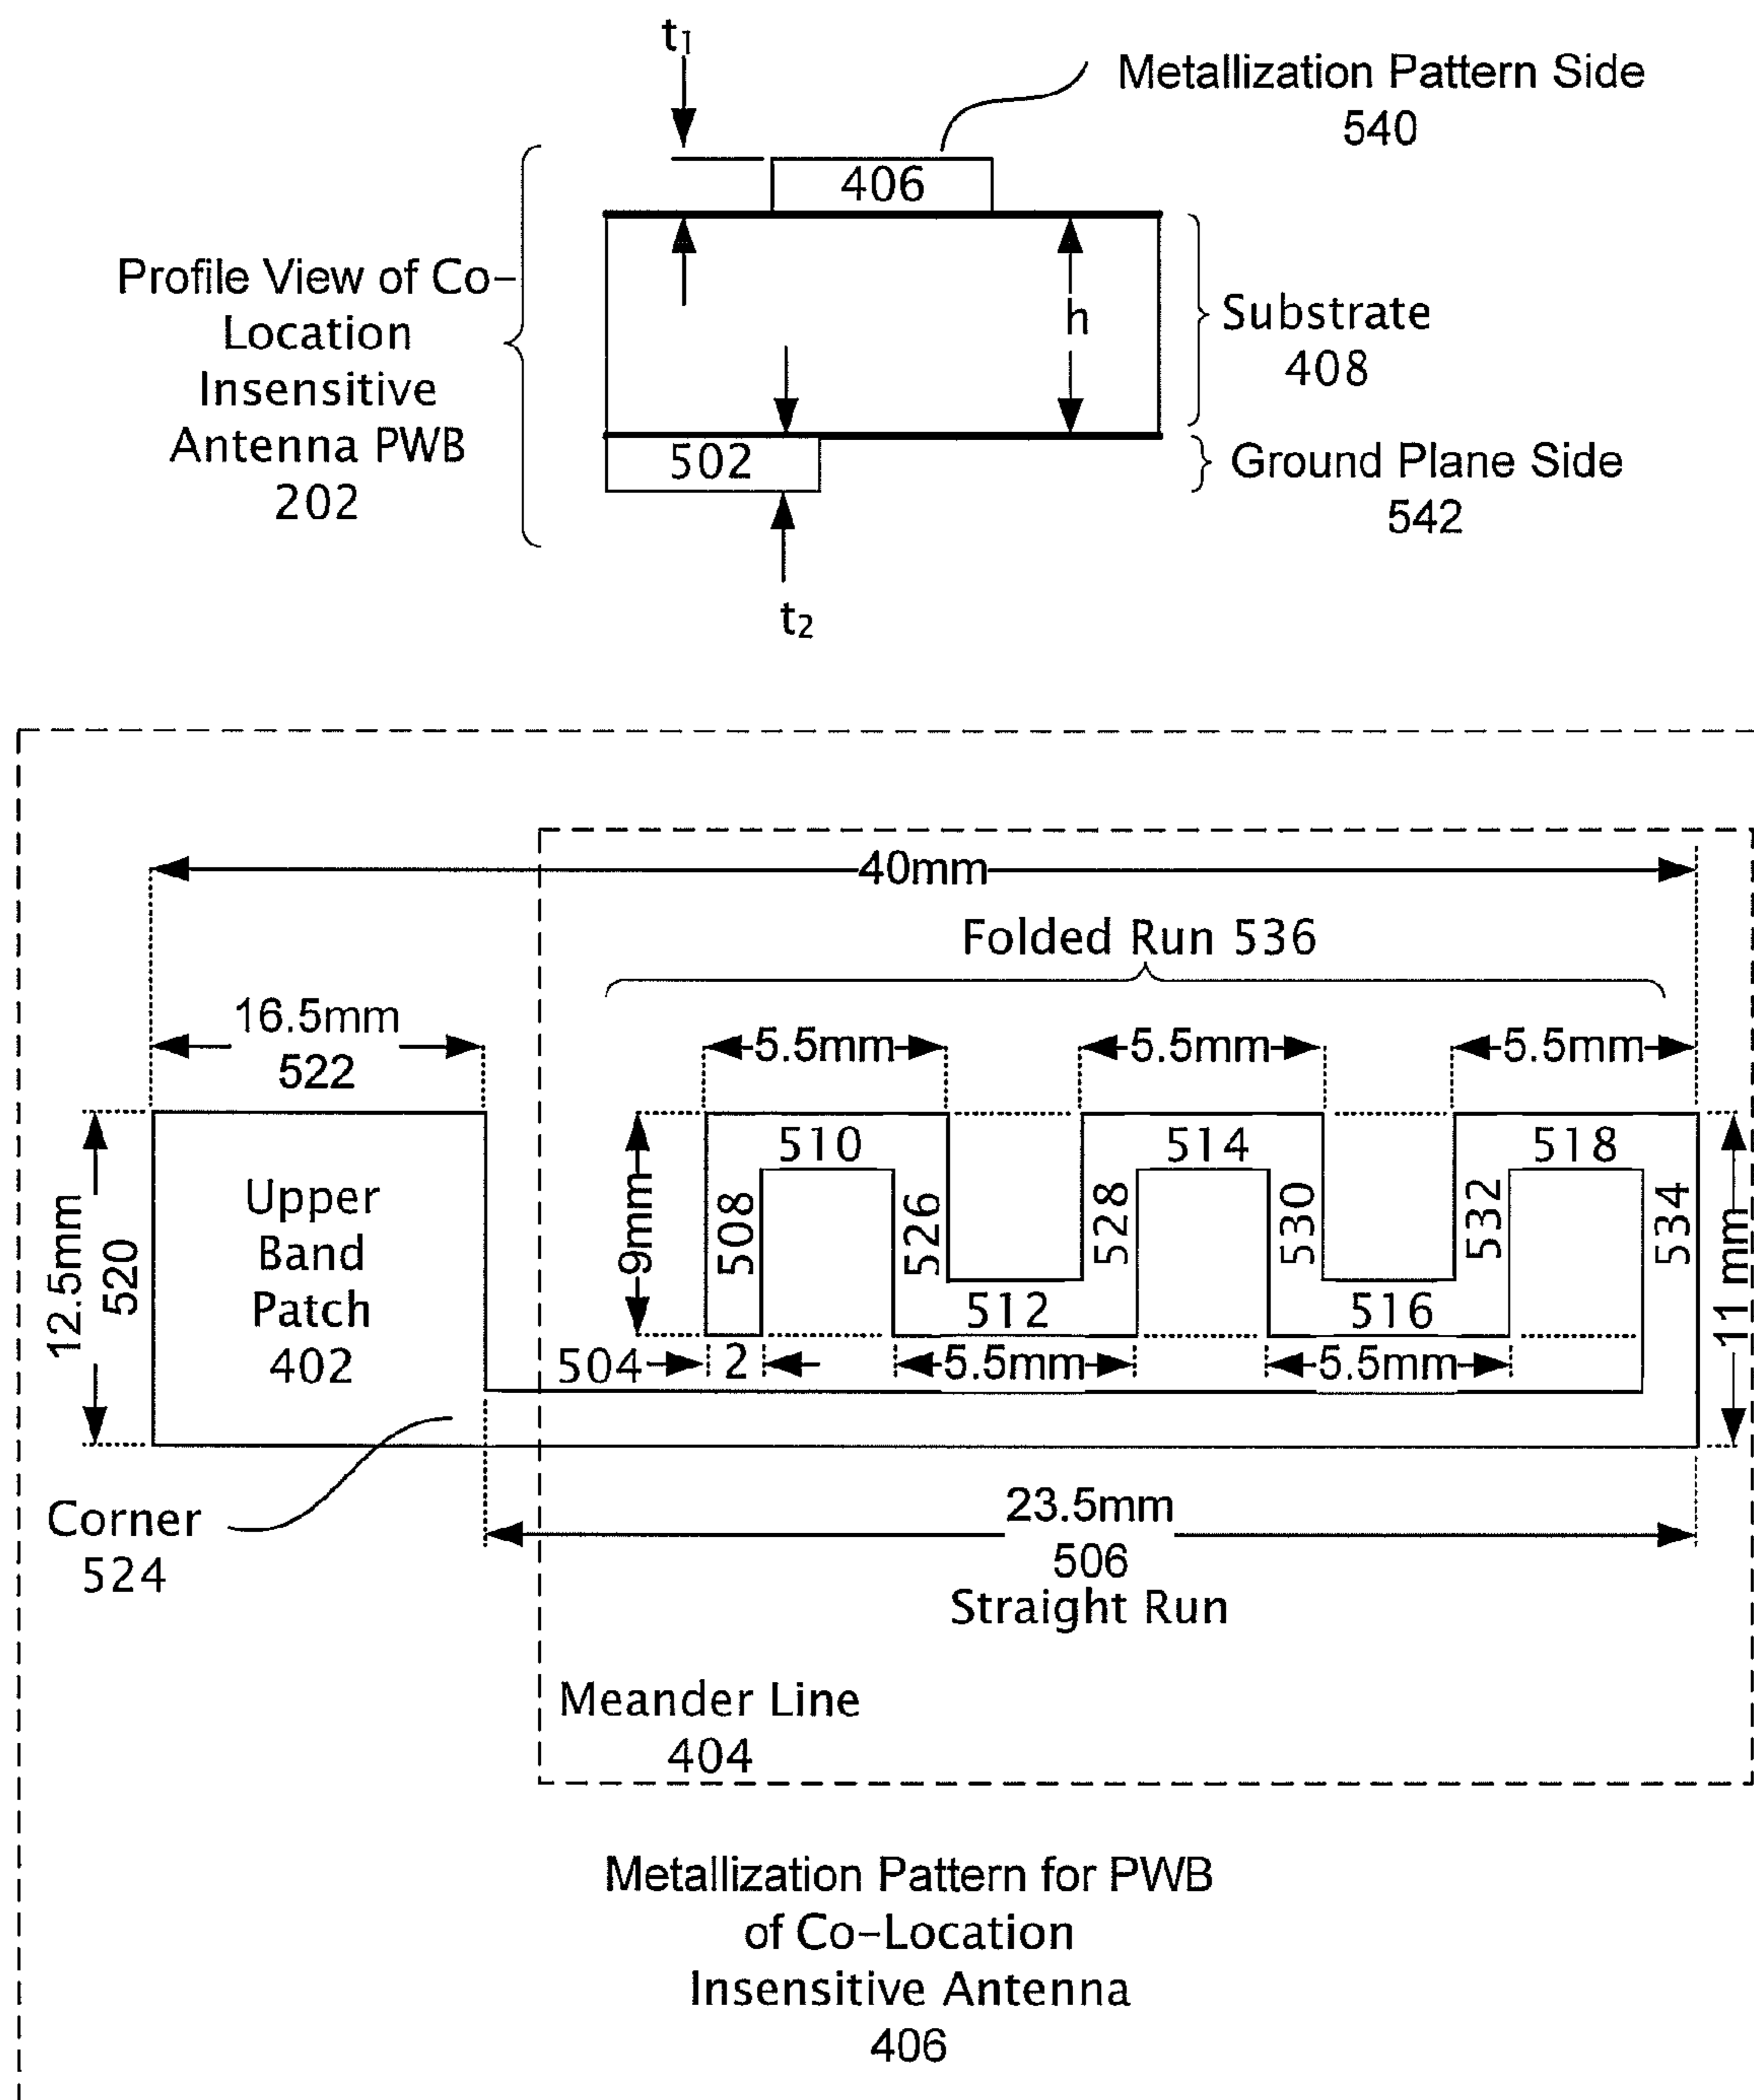 t1
Metallization Pattern Side
540
406
Profile View of Co-
Location
Insensitive
Antenna PWB
202
h
Substrate
408
502
Ground Plane Side
542
t2
40mm
Folded Run 536
16.5mm
522
5.5mm
5.5mm
5.5mm
12.5mm
520
Upper
Band
Patch
402
9mm
508
510
526
512
528
514
530
516
532
518
534
11 mm
504
2
5.5mm
5.5mm
Corner
524
23.5mm
506
Straight Run
Meander Line
404
Metallization Pattern for PWB
of Co-Location
Insensitive Antenna
406